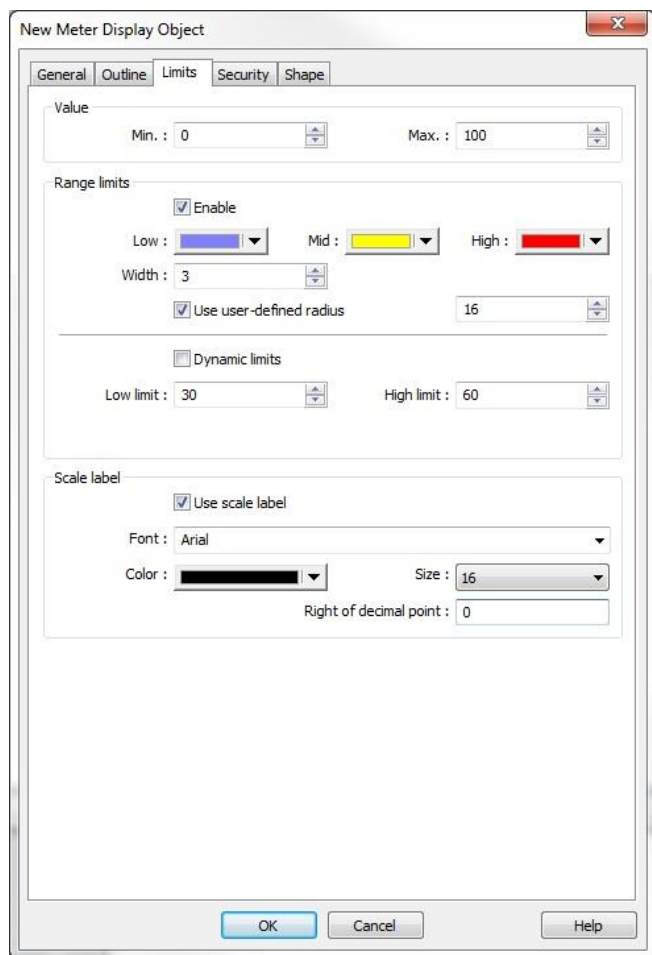 New Meter Display Object
General Outline Limits Security Shape
Value
Min. : 0 Max. : 100
Range limits
Enable
Low : Mid : High :
Width : 3
Use user-defined radius 16
Dynamic limits
Low limit : 30 High limit : 60
Scale label
Use scale label
Font : Arial
Color : Size : 16
Right of decimal point : 0
OK Cancel Help